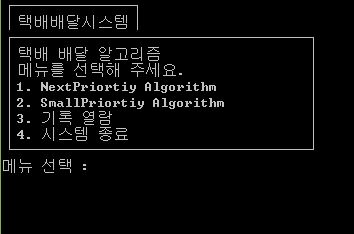 택배배달시스템
택배 배달 알고리즘
메뉴를 선택해 주세요.
1. NextPriortiy Algorithm
2. SmallPriortiy Algorithm
3. 기록 열람
4. 시스템 종료
메뉴 선택 :